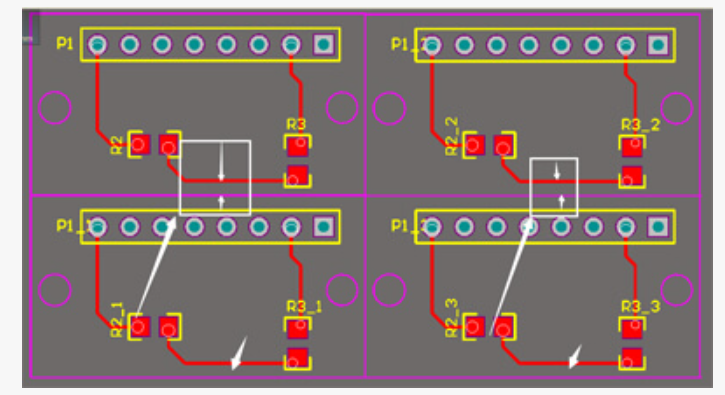 P1
P1_2
R2
R3
R2_2
R3_2
P1_1
P1_3
R2_1
R3_1
R2_3
R3_3